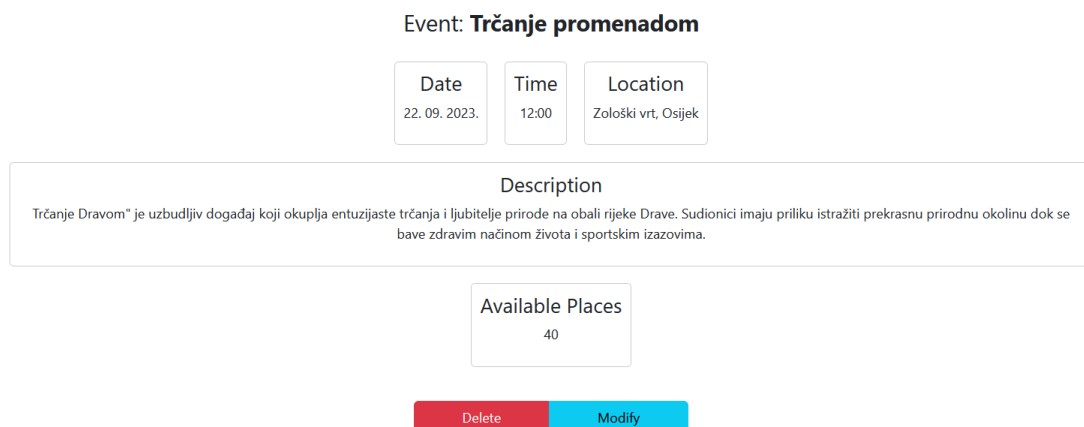 Event: Trčanje promenadom
Date
22. 09. 2023.
Time
12:00
Location
Zološki vrt, Osijek
Description
Trčanje Dravom" je uzbudljiv događaj koji okuplja entuzijaste trčanja i ljubitelje prirode na obali rijeke Drave. Sudionici imaju priliku istražiti prekrasnu prirodnu okolinu dok se
bave zdravim načinom života i sportskim izazovima.
Available Places
40
Delete
Modify